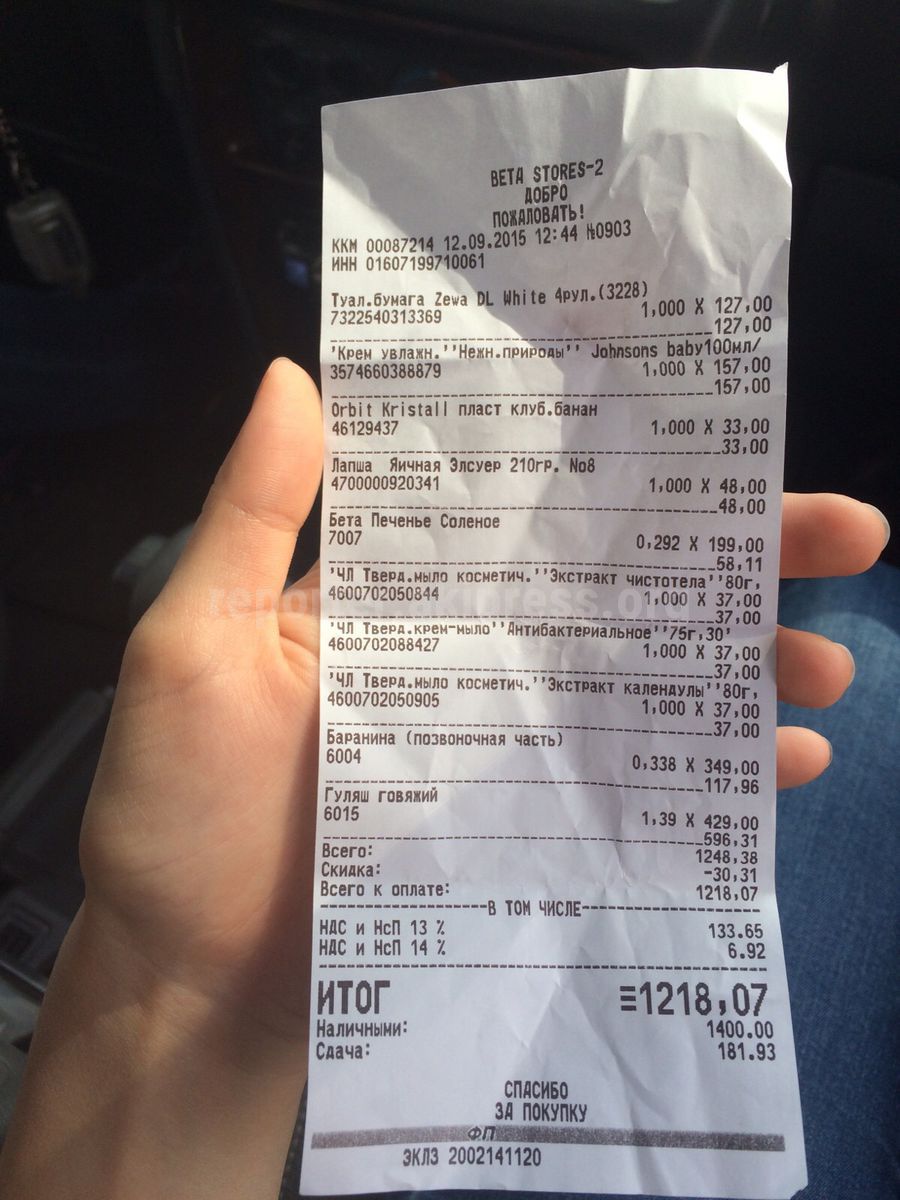 BETA STORES-2
ДОБРО
ПОЖАЛОВАТЬ!
ККМ 00087214 12.09.2015 12:44 №0903
ИНН 01607199710061
Туал.бумага Zewa DL White 4рул.(3228)
7322540313369 1,000 X 127,00
127,00
'Крем увлажн.''Нежн.природы'' Johnsons baby100мл/
3574660388879 1,000 X 157,00
157,00
Orbit Kristall пласт клуб.банан
46129437 1,000 X 33,00
33,00
Лапша Яичная Элсуер 210гр. No8
4700000920341 1,000 X 48,00
48,00
Бета Печенье Соленое
7007 0,292 X 199,00
58,11
'ЧЛ Тверд.мыло косметич.''Экстракт чистотела''80г,
4600702050844 1,000 X 37,00
37,00
'ЧЛ Тверд.крем-мыло''Антибактериальное''75г,30'
4600702088427 1,000 X 37,00
37,00
'ЧЛ Тверд.мыло косметич.''Экстракт календулы''80г,
4600702050905 1,000 X 37,00
37,00
Баранина (позвоночная часть)
6004 0,338 X 349,00
117,96
Гуляш говяжий
6015 1,39 X 429,00
596,31
Всего: 1248,38
Скидка: -30,31
Всего к оплате: 1218,07
В ТОМ ЧИСЛЕ
НДС и НсП 13 % 133.65
НДС и НсП 14 % 6.92
ИТОГ ≡1218,07
Наличными: 1400.00
Сдача: 181.93
СПАСИБО
ЗА ПОКУПКУ
ФП
ЭКЛЗ 2002141120